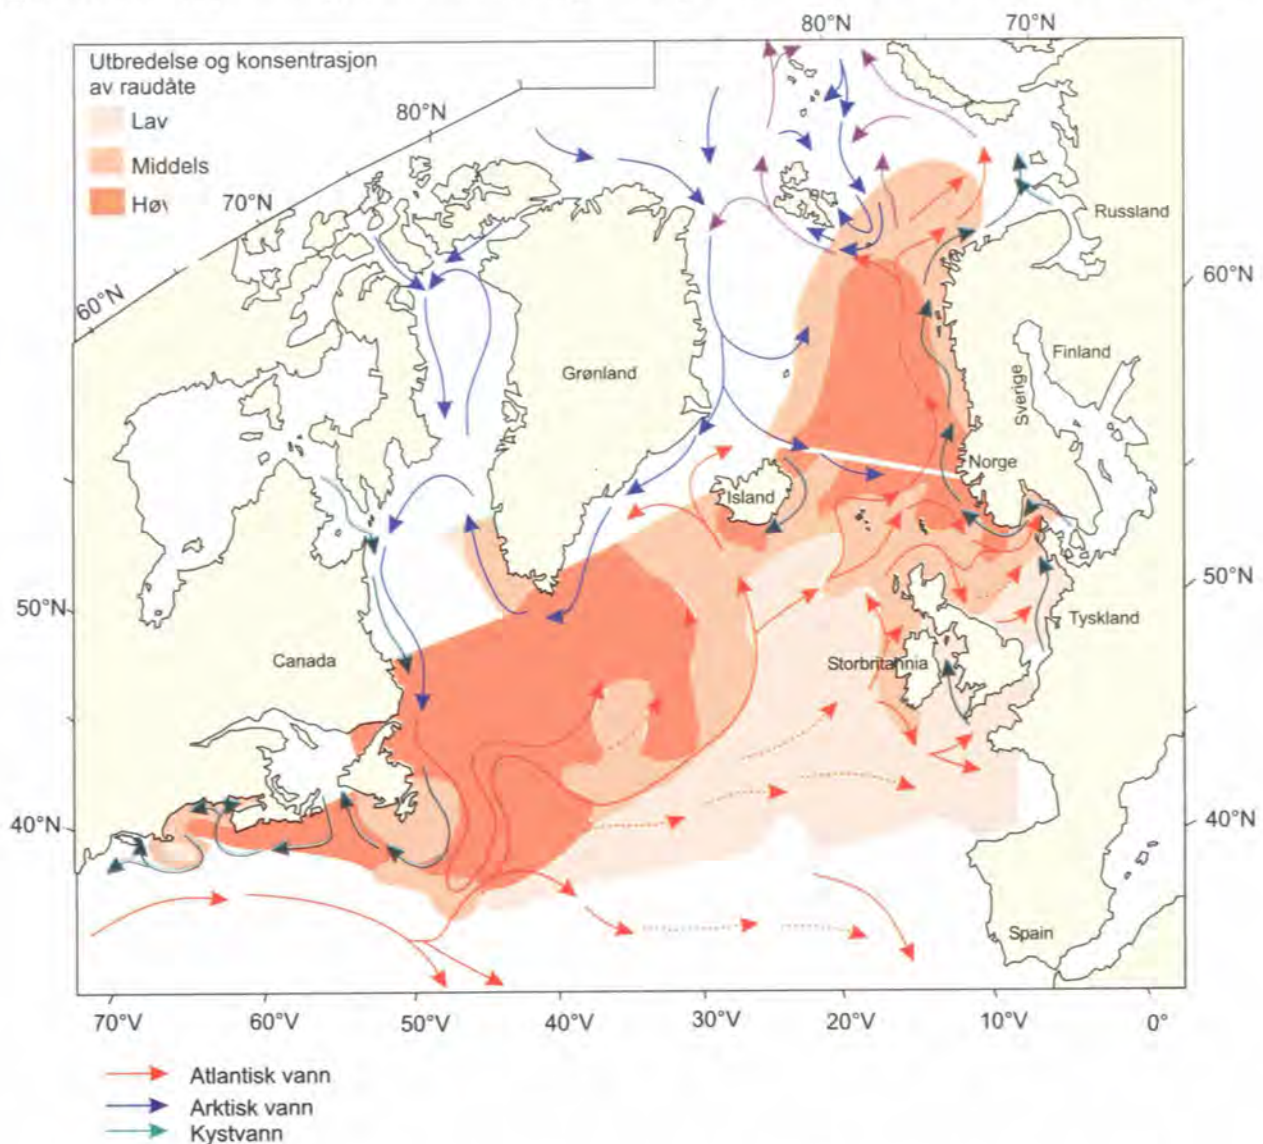 80°N 70°N
Utbredelse og konsentrasjon
av raudåte
Lav
Middels
Høy
80°N
70°N
60°N
Russland
60°N
Finland
Sverige
Grønland
Norge
Island
50°N
50°N
Tyskland
Canada
Storbritannia
40°N
40°N
Spain
70°V 60°V 50°V 40°V 30°V 20°V 10°V 0°
Atlantisk vann
Arktisk vann
Kystvann